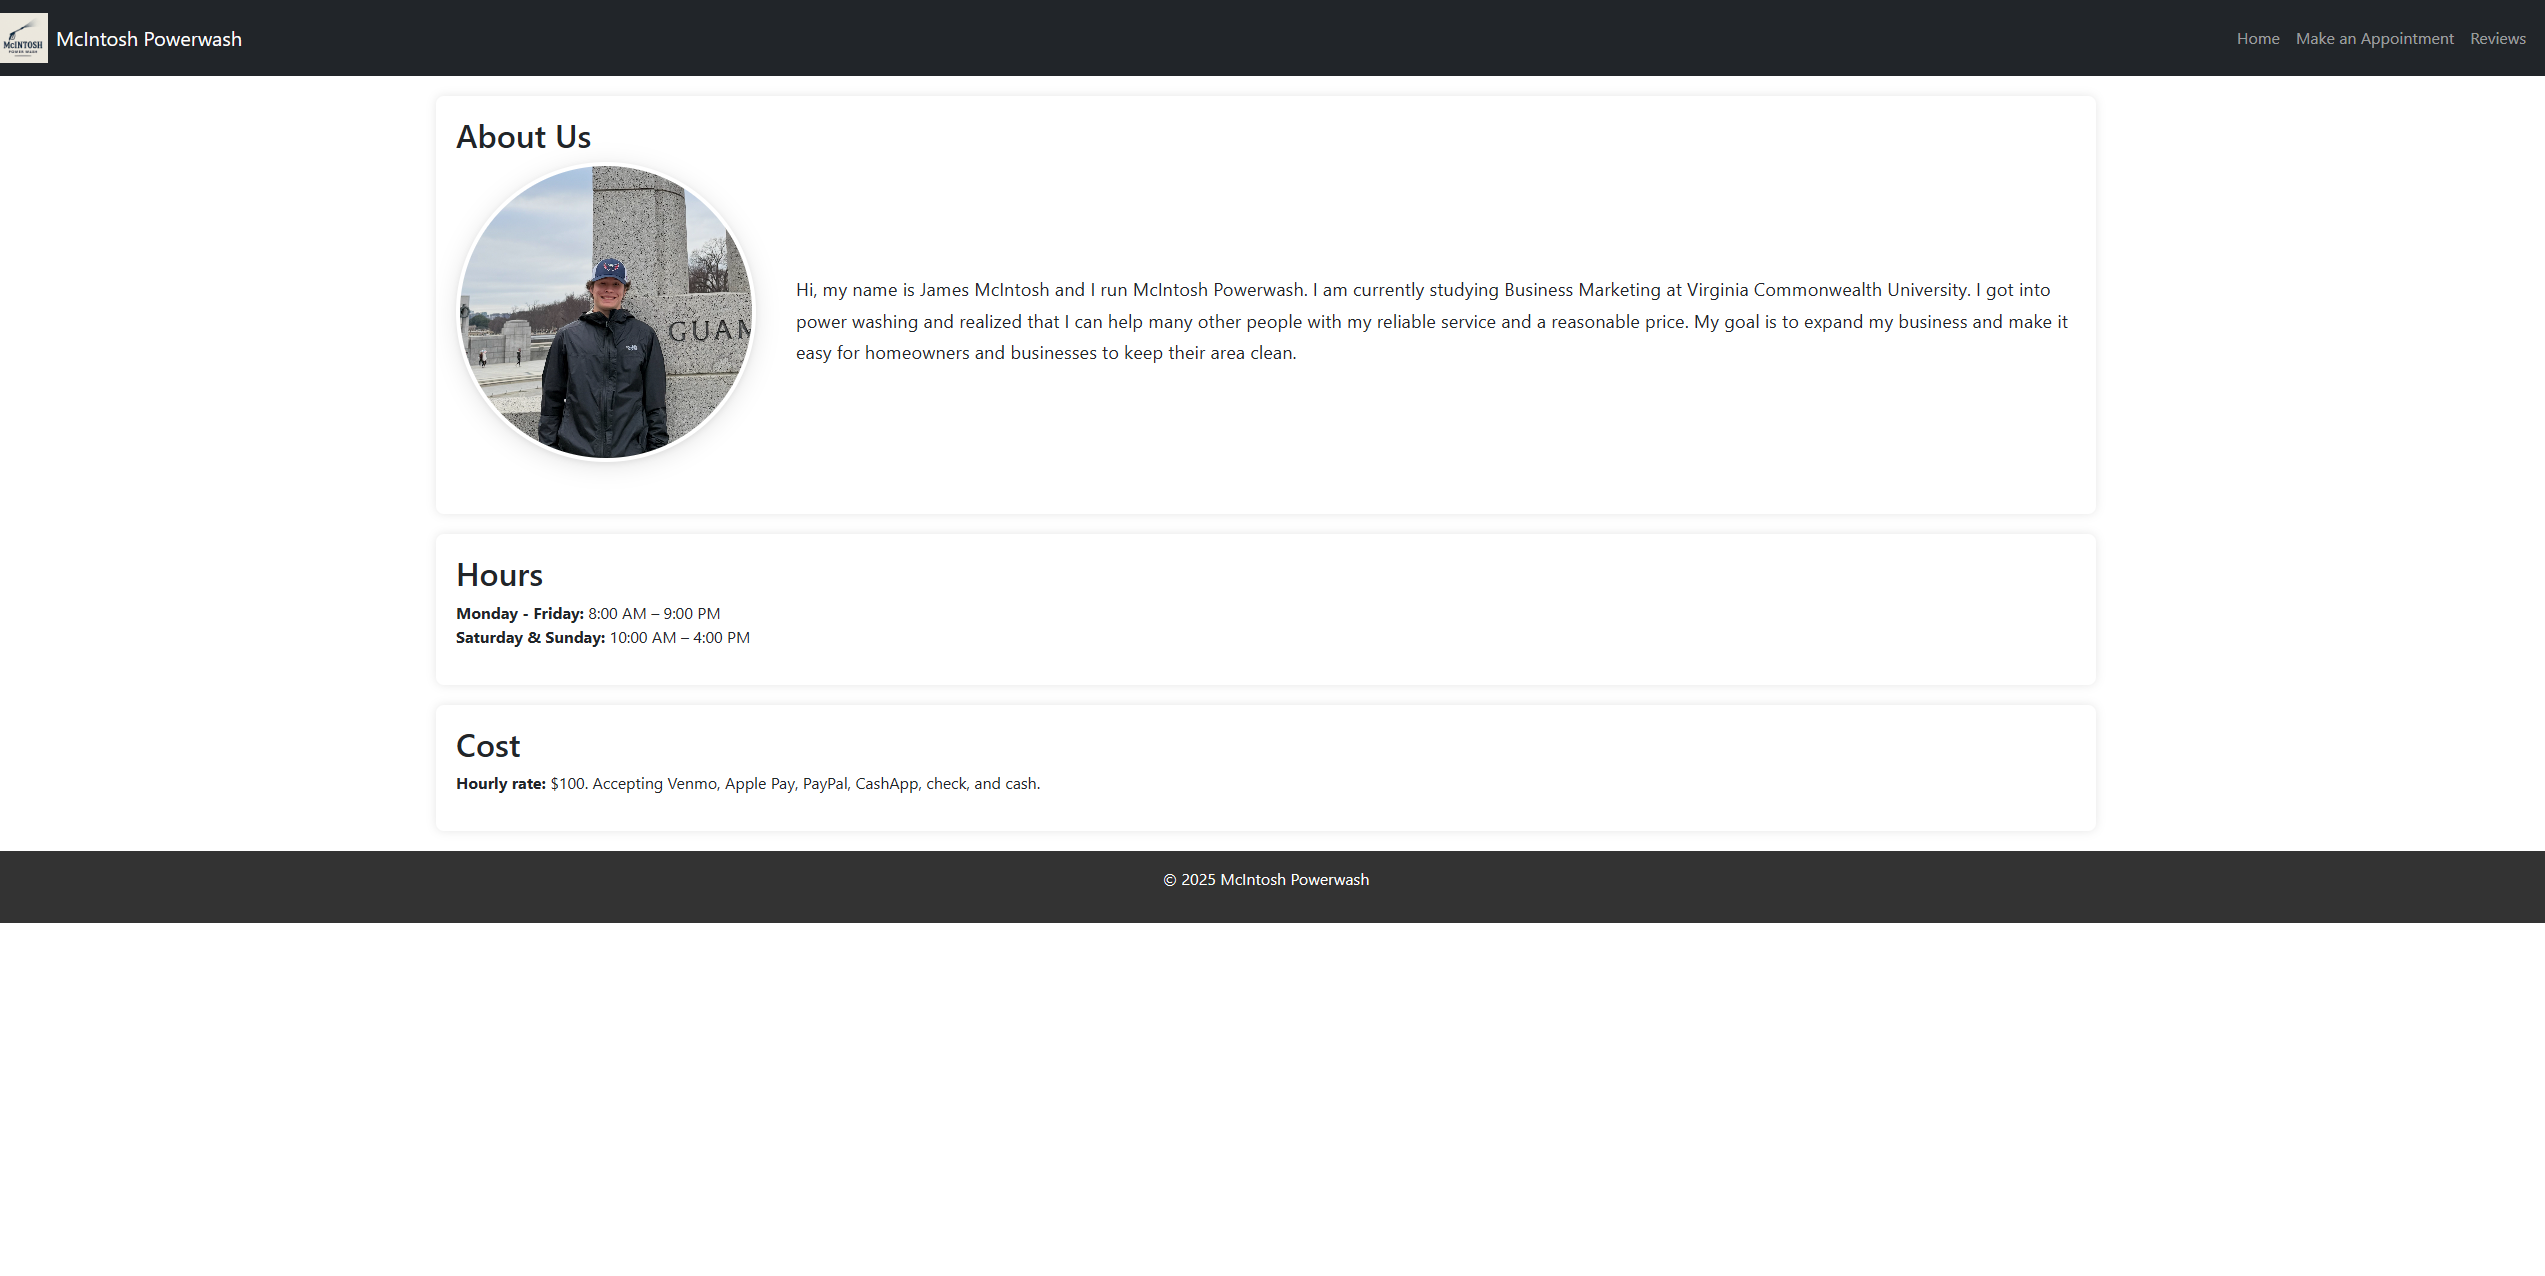 McINTOSH
POWER WASH
McIntosh Powerwash
Home Make an Appointment Reviews
About Us
GUAM
Hi, my name is James McIntosh and I run McIntosh Powerwash. I am currently studying Business Marketing at Virginia Commonwealth University. I got into
power washing and realized that I can help many other people with my reliable service and a reasonable price. My goal is to expand my business and make it
easy for homeowners and businesses to keep their area clean.
Hours
Monday - Friday: 8:00 AM – 9:00 PM
Saturday & Sunday: 10:00 AM – 4:00 PM
Cost
Hourly rate: $100. Accepting Venmo, Apple Pay, PayPal, CashApp, check, and cash.
© 2025 McIntosh Powerwash